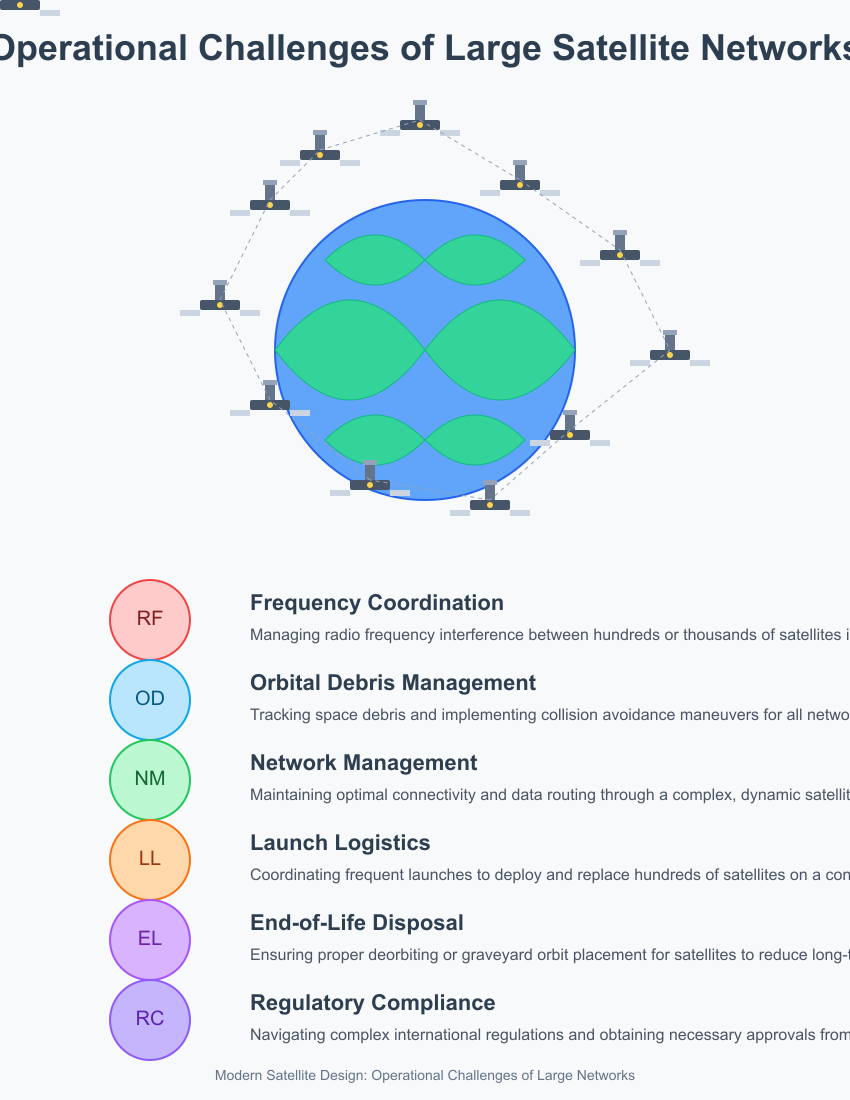 Operational Challenges of Large Satellite Networks
RF
Frequency Coordination
Managing radio frequency interference between hundreds or thousands of satellites
OD
Orbital Debris Management
Tracking space debris and implementing collision avoidance maneuvers for all
NM
Network Management
Maintaining optimal connectivity and data routing through a complex, dynamic
LL
Launch Logistics
Coordinating frequent launches to deploy and replace hundreds of satellites on a
EL
End-of-Life Disposal
Ensuring proper deorbiting or graveyard orbit placement for satellites to reduce
RC
Regulatory Compliance
Navigating complex international regulations and obtaining necessary approvals from
Modern Satellite Design: Operational Challenges of Large Networks